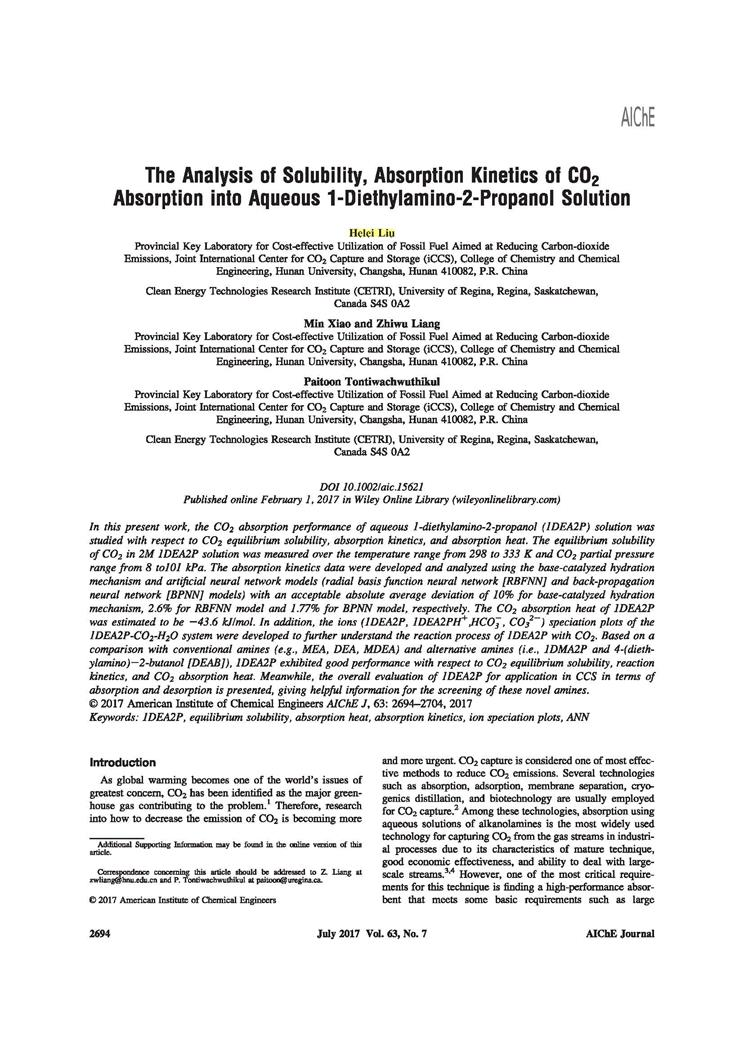 AIChE
The Analysis of Solubility, Absorption Kinetics of CO₂
Absorption into Aqueous 1-Diethylamino-2-Propanol Solution
Helei Liu
Provincial Key Laboratory for Cost-effective Utilization of Fossil Fuel Aimed at Reducing Carbon-dioxide
Emissions, Joint International Center for CO₂ Capture and Storage (iCCS), College of Chemistry and Chemical
Engineering, Hunan University, Changsha, Hunan 410082, P.R. China
Clean Energy Technologies Research Institute (CETRI), University of Regina, Regina, Saskatchewan,
Canada S4S 0A2
Min Xiao and Zhiwu Liang
Provincial Key Laboratory for Cost-effective Utilization of Fossil Fuel Aimed at Reducing Carbon-dioxide
Emissions, Joint International Center for CO₂ Capture and Storage (iCCS), College of Chemistry and Chemical
Engineering, Hunan University, Changsha, Hunan 410082, P.R. China
Paitoon Tontiwachwuthikul
Provincial Key Laboratory for Cost-effective Utilization of Fossil Fuel Aimed at Reducing Carbon-dioxide
Emissions, Joint International Center for CO₂ Capture and Storage (iCCS), College of Chemistry and Chemical
Engineering, Hunan University, Changsha, Hunan 410082, P.R. China
Clean Energy Technologies Research Institute (CETRI), University of Regina, Regina, Saskatchewan,
Canada S4S 0A2
DOI 10.1002/aic.15621
Published online February 1, 2017 in Wiley Online Library (wileyonlinelibrary.com)
In this present work, the CO₂ absorption performance of aqueous 1-diethylamino-2-propanol (1DEA2P) solution was
studied with respect to CO₂ equilibrium solubility, absorption kinetics, and absorption heat. The equilibrium solubility
of CO₂ in 2M 1DEA2P solution was measured over the temperature range from 298 to 333 K and CO₂ partial pressure
range from 8 to101 kPa. The absorption kinetics data were developed and analyzed using the base-catalyzed hydration
mechanism and artificial neural network models (radial basis function neural network [RBFNN] and back-propagation
neural network [BPNN] models) with an acceptable absolute average deviation of 10% for base-catalyzed hydration
mechanism, 2.6% for RBFNN model and 1.77% for BPNN model, respectively. The CO₂ absorption heat of 1DEA2P
was estimated to be −43.6 kJ/mol. In addition, the ions (1DEA2P, 1DEA2PH⁺,HCO₃⁻, CO₃²⁻) speciation plots of the
1DEA2P-CO₂-H₂O system were developed to further understand the reaction process of 1DEA2P with CO₂. Based on a
comparison with conventional amines (e.g., MEA, DEA, MDEA) and alternative amines (i.e., 1DMA2P and 4-(dieth-
ylamino)−2-butanol [DEAB]), 1DEA2P exhibited good performance with respect to CO₂ equilibrium solubility, reaction
kinetics, and CO₂ absorption heat. Meanwhile, the overall evaluation of 1DEA2P for application in CCS in terms of
absorption and desorption is presented, giving helpful information for the screening of these novel amines.
© 2017 American Institute of Chemical Engineers AIChE J, 63: 2694–2704, 2017
Keywords: 1DEA2P, equilibrium solubility, absorption heat, absorption kinetics, ion speciation plots, ANN
Introduction
As global warming becomes one of the world's issues of
greatest concern, CO₂ has been identified as the major green-
house gas contributing to the problem.¹ Therefore, research
into how to decrease the emission of CO₂ is becoming more
Additional Supporting Information may be found in the online version of this
article.
Correspondence concerning this article should be addressed to Z. Liang at
zwliang@hnu.edu.cn and P. Tontiwachwuthikul at paitoon@uregina.ca.
© 2017 American Institute of Chemical Engineers
and more urgent. CO₂ capture is considered one of most effec-
tive methods to reduce CO₂ emissions. Several technologies
such as absorption, adsorption, membrane separation, cryo-
genics distillation, and biotechnology are usually employed
for CO₂ capture.² Among these technologies, absorption using
aqueous solutions of alkanolamines is the most widely used
technology for capturing CO₂ from the gas streams in industri-
al processes due to its characteristics of mature technique,
good economic effectiveness, and ability to deal with large-
scale streams.³,⁴ However, one of the most critical require-
ments for this technique is finding a high-performance absor-
bent that meets some basic requirements such as large
2694
July 2017 Vol. 63, No. 7
AIChE Journal